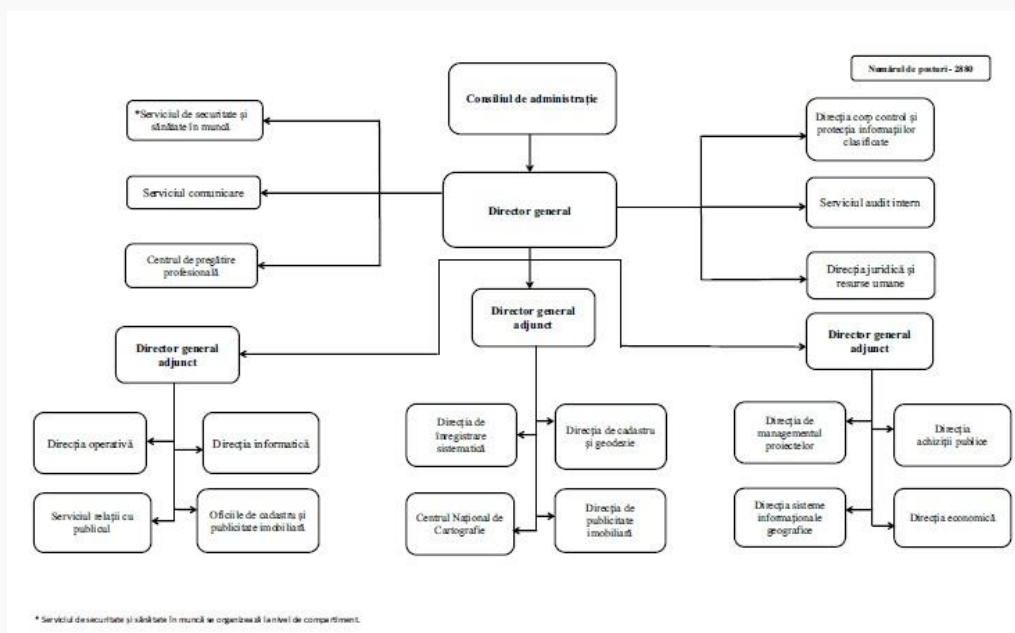 Numărul de posturi - 2880
Consiliul de administrație
*Serviciul de securitate și
sănătate în muncă
Direcția corp control și
protecția informațiilor
clasificate
Serviciul comunicare
Director general
Serviciul audit intern
Centrul de pregătire
profesională
Direcția juridică și
resurse umane
Director general
adjunct
Director general
adjunct
Director general
adjunct
Direcția operativă
Direcția informatică
Serviciul relații cu
publicul
Oficiile de cadastru și
publicitate imobiliară
Direcția de
înregistrare
sistematică
Direcția de cadastru
și geodezie
Centrul Național de
Cartografie
Direcția de
publicitate
imobiliară
Direcția de
managementul
proiectelor
Direcția
achiziții publice
Direcția sisteme
informaționale
geografice
Direcția economică
* Serviciul de securitate și sănătate în muncă se organizează la nivel de compartiment.